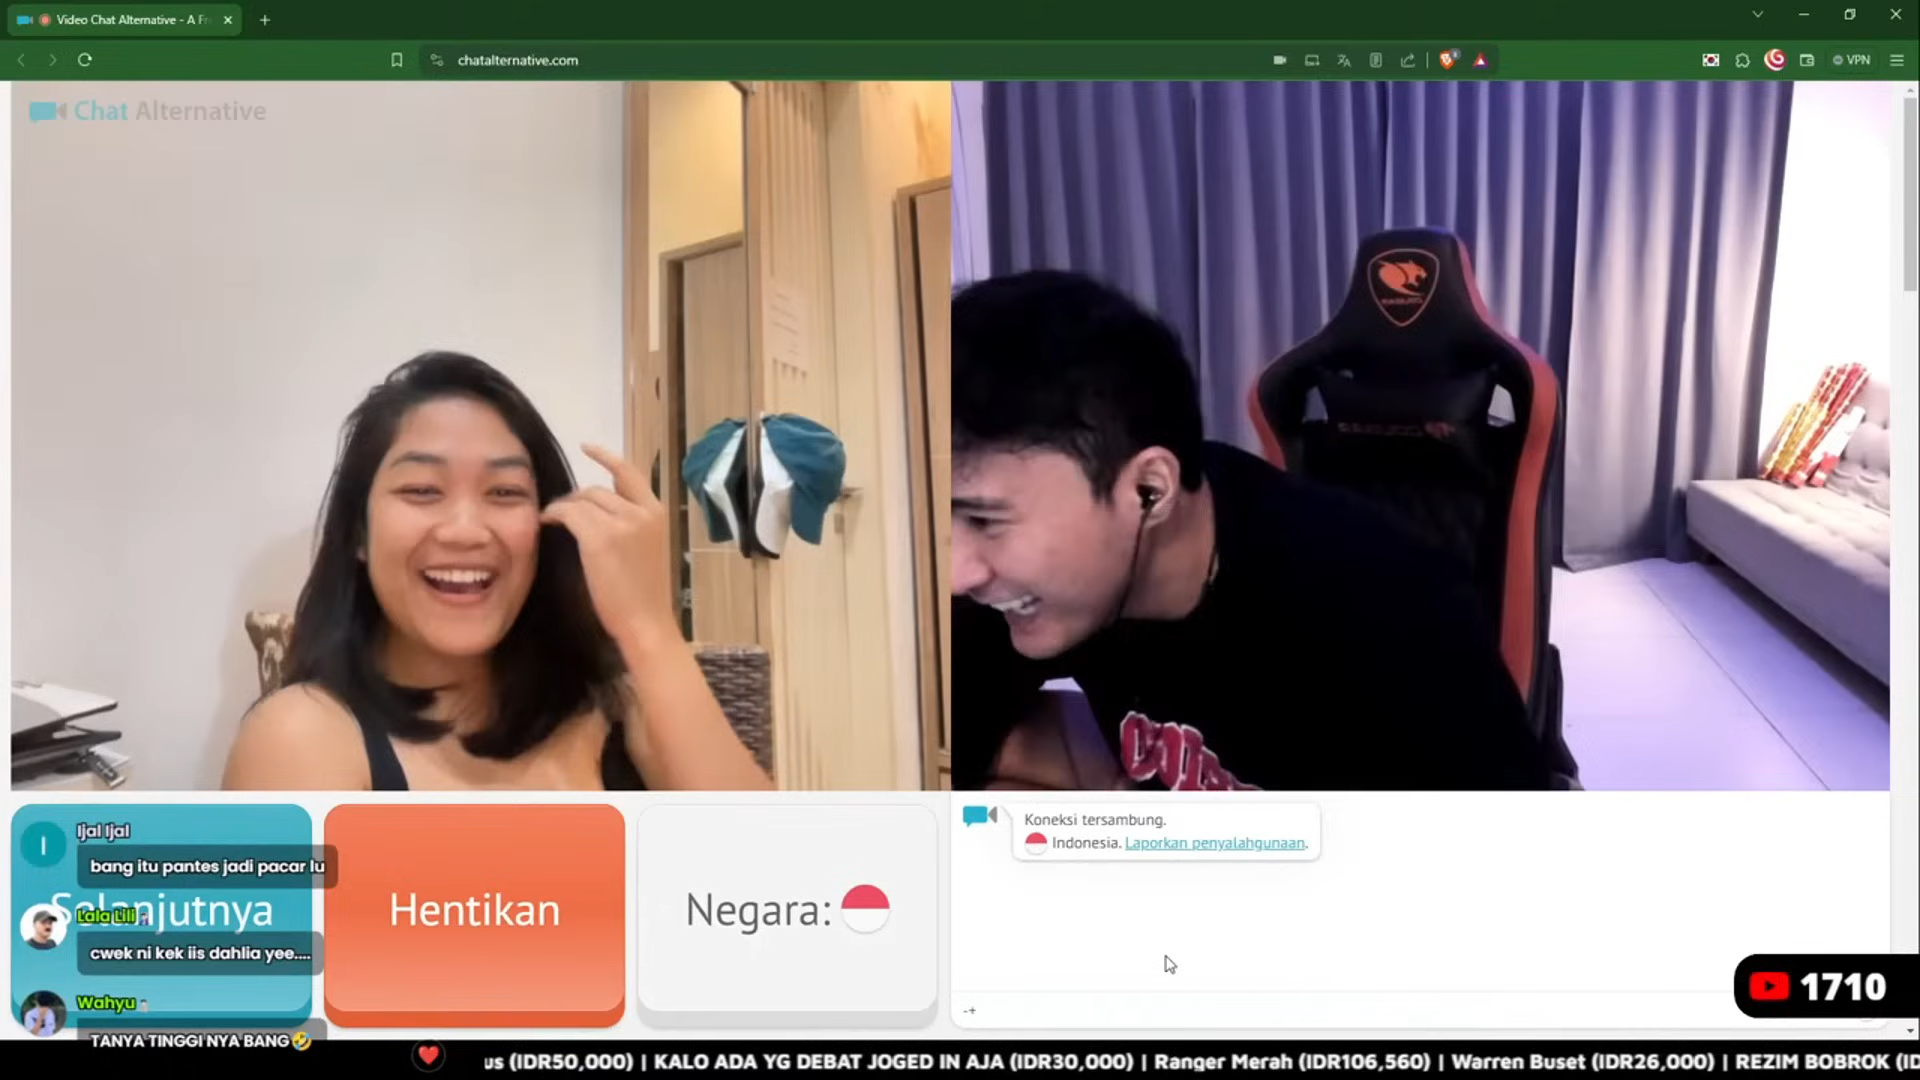 Video Chat Alternative - A Fr
chatalternative.com
VPN
Chat Alternative
Koneksi tersambung.
Indonesia. Laporkan penyalahgunaan.
Selanjutnya
Hentikan
Negara:
I
Ijal Ijal
bang itu pantes jadi pacar lu
Lala Lili
cwek ni kek iis dahlia yee....
Wahyu
TANYA TINGGI NYA BANG🤣
-+
1710
us (IDR50,000) | KALO ADA YG DEBAT JOGED IN AJA (IDR30,000) | Ranger Merah (IDR106,560) | Warren Buset (IDR26,000) | REZIM BOBROK (ID